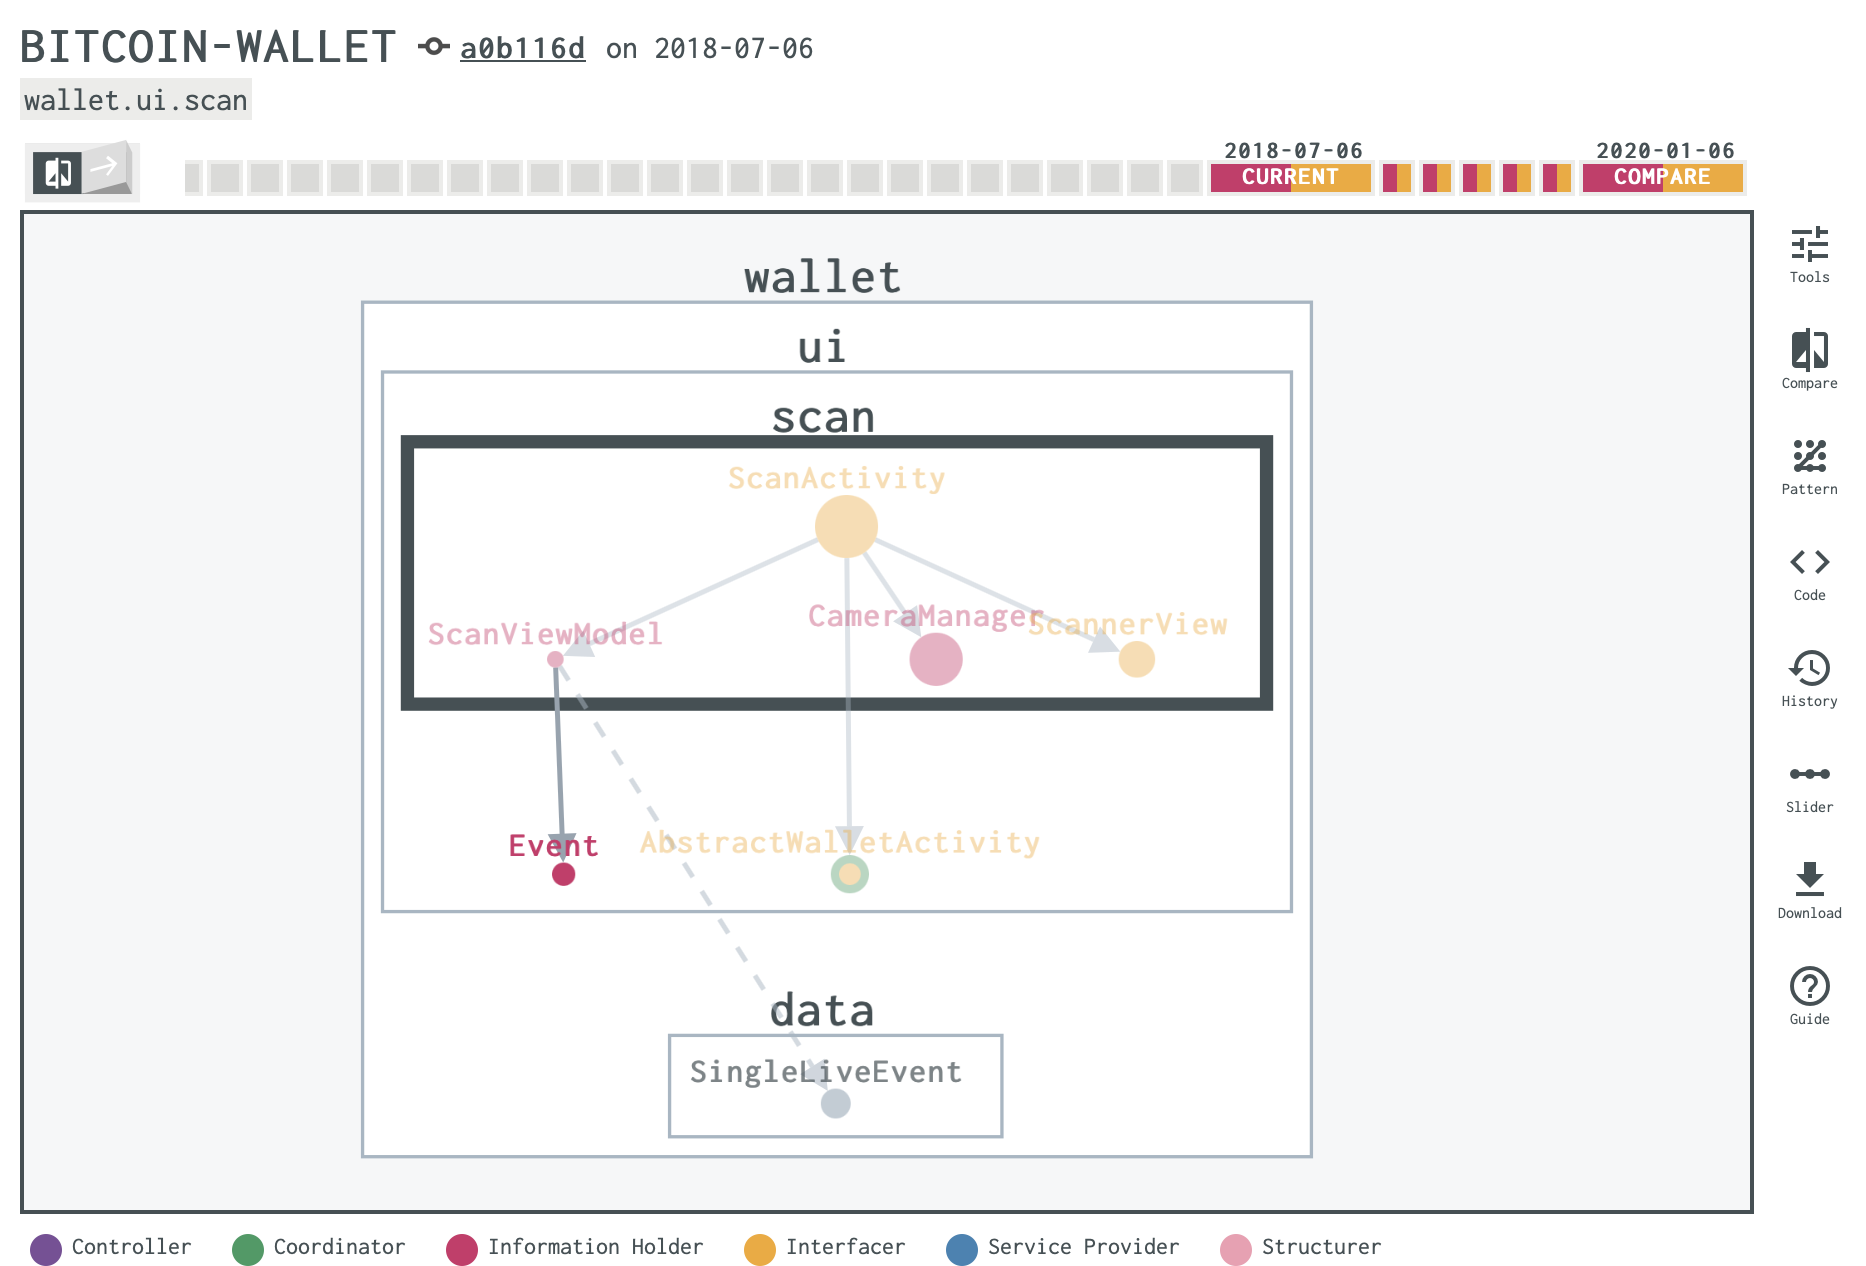 BITCOIN-WALLET a0b116d on 2018-07-06
wallet.ui.scan
2018-07-06 2020-01-06
CURRENT COMPARE
wallet
ui
scan
ScanActivity
ScanViewModel CameraManager ScannerView
Event AbstractWalletActivity
data
SingleLiveEvent
Tools
Compare
Pattern
Code
History
Slider
Download
Guide
Controller Coordinator Information Holder Interfacer Service Provider Structurer